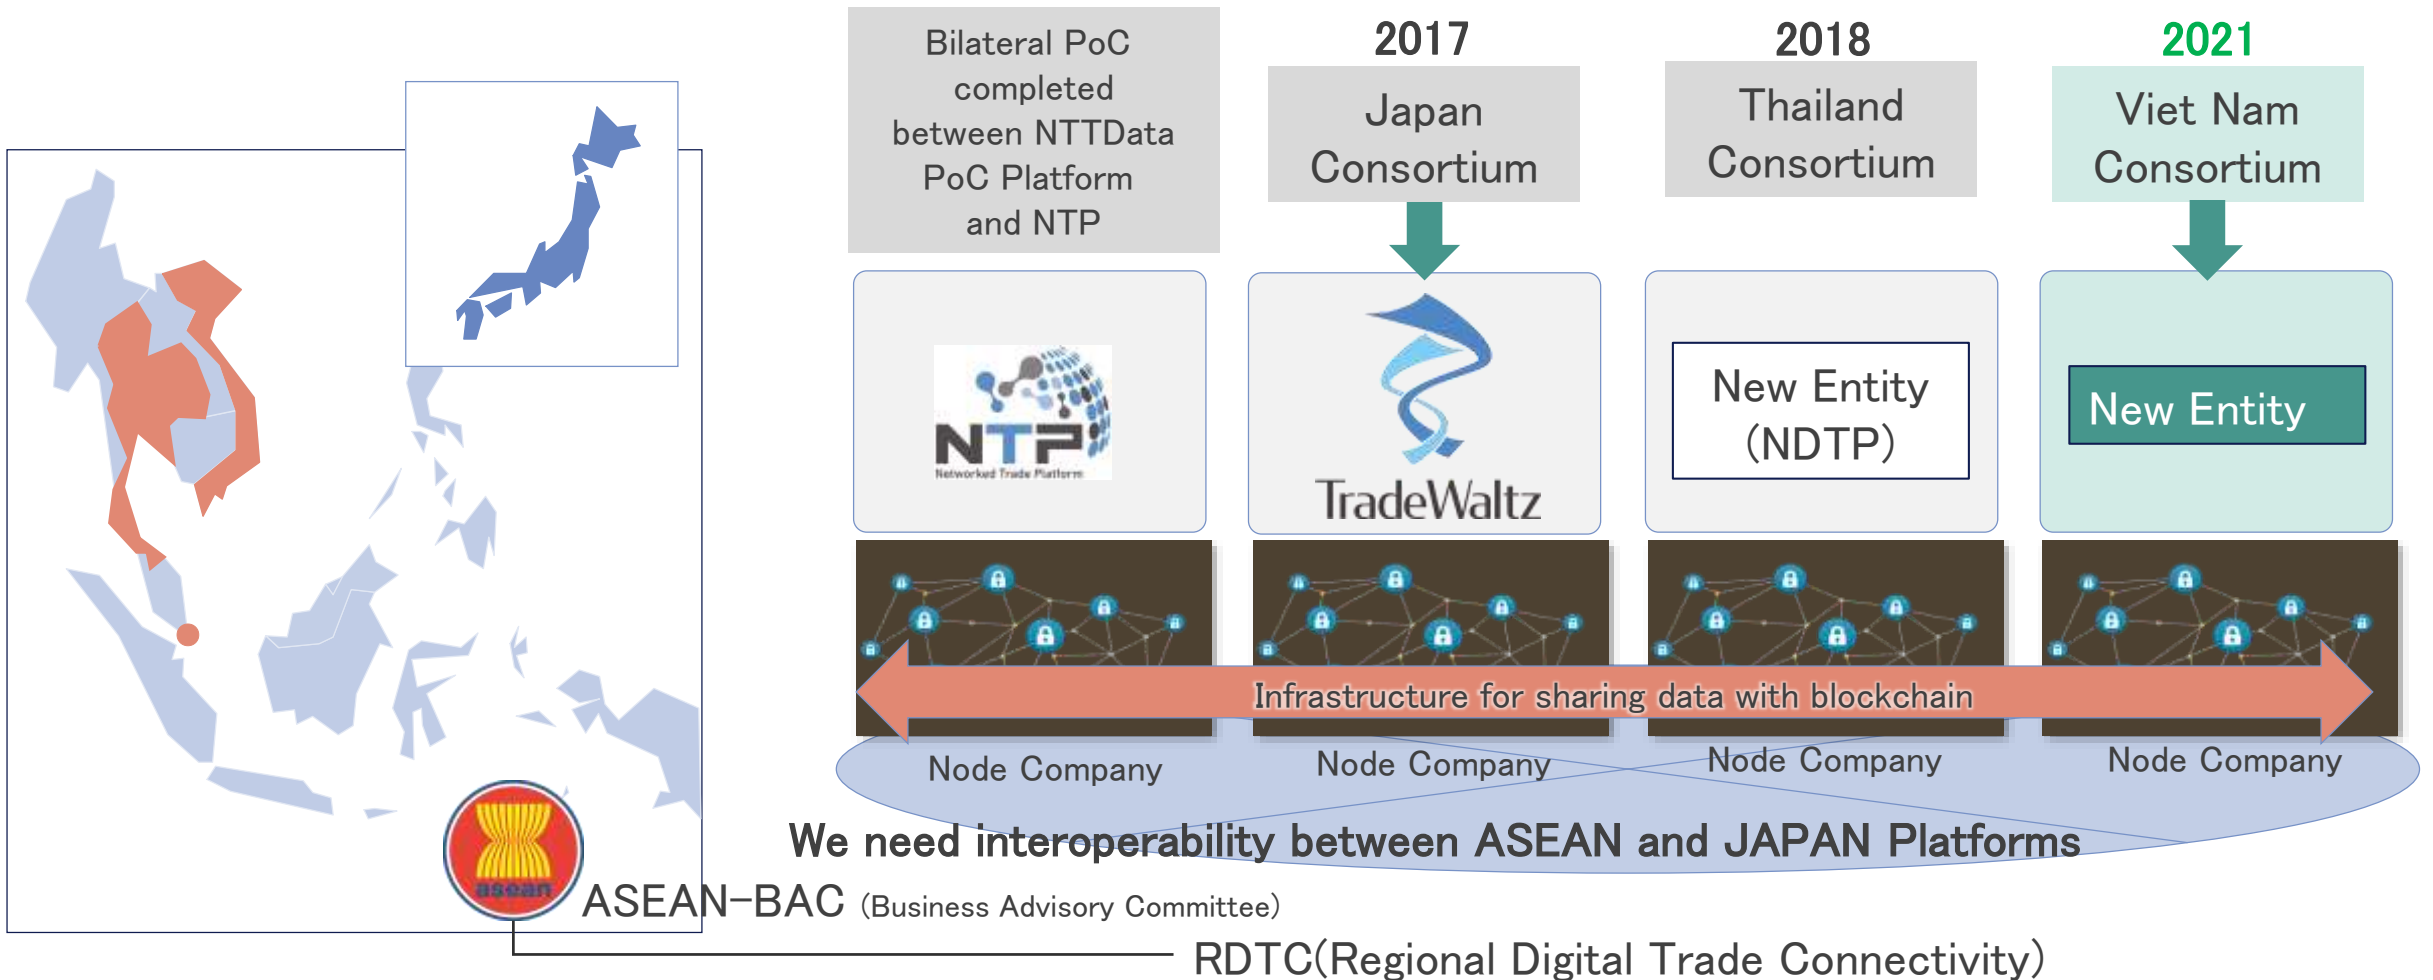 Bilateral PoC
completed
between NTTData
PoC Platform
and NTP
2017
Japan
Consortium
2018
Thailand
Consortium
2021
Viet Nam
Consortium
NTP
Networked Trade Platform
TradeWaltz
New Entity
(NDTP)
New Entity
Infrastructure for sharing data with blockchain
Node Company
Node Company
Node Company
Node Company
We need interoperability between ASEAN and JAPAN Platforms
asean
ASEAN-BAC (Business Advisory Committee)
RDTC(Regional Digital Trade Connectivity)